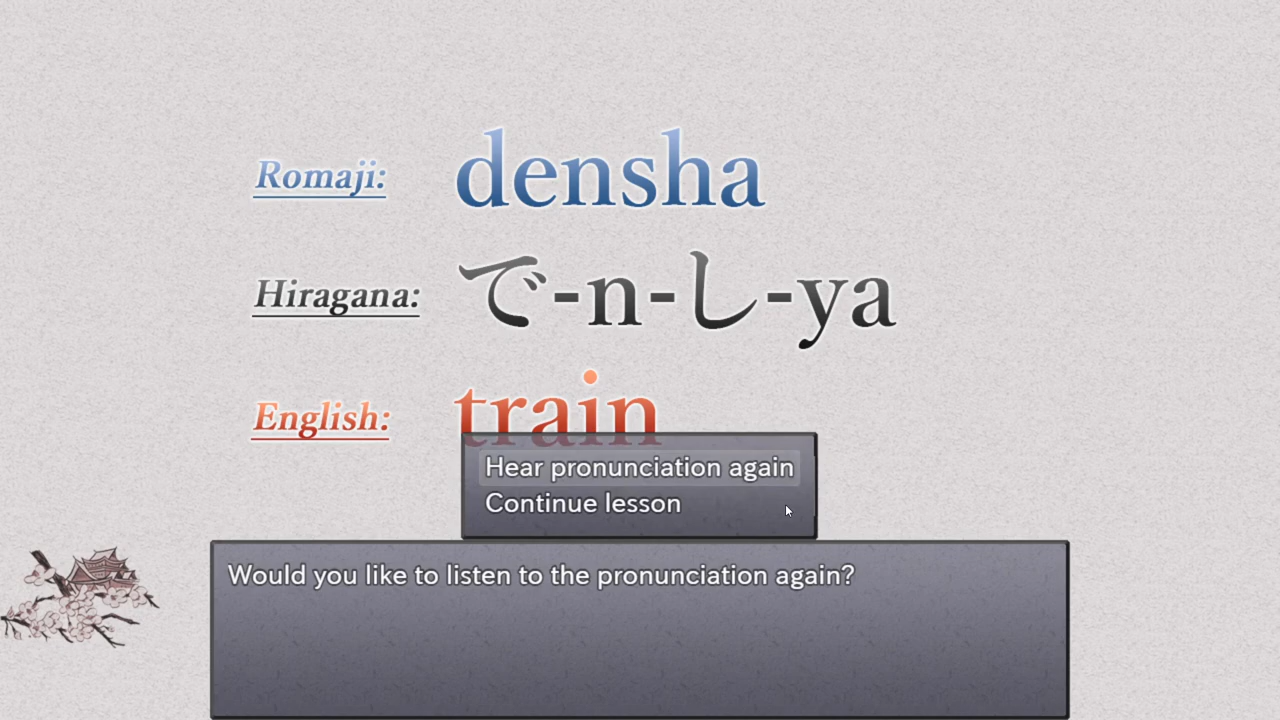 Romaji: densha
Hiragana: で-n-し-ya
English: train
Hear pronunciation again
Continue lesson
Would you like to listen to the pronunciation again?